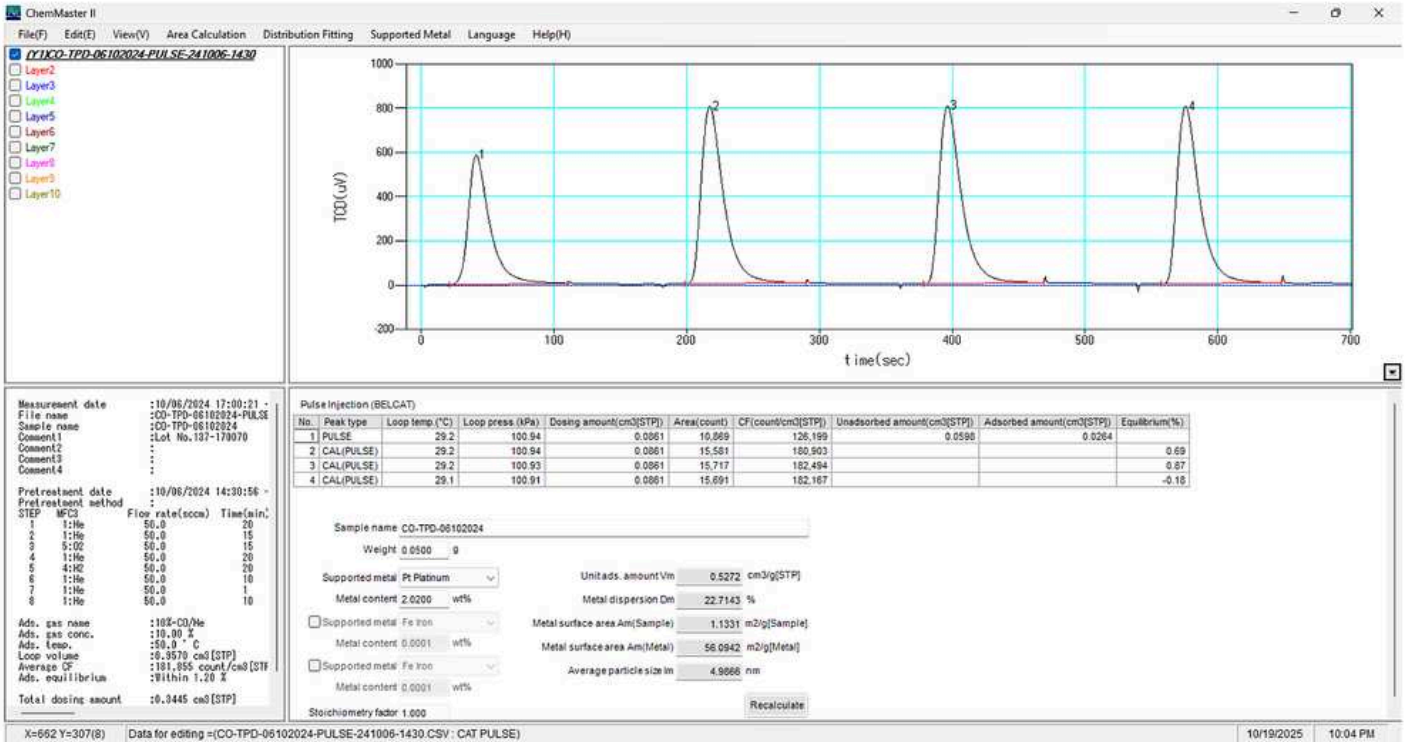 ChemMaster II
File(F) Edit(E) View(V) Area Calculation Distribution Fitting Supported Metal Language Help(H)
(Y1)CO-TPD-06102024-PULSE-241006-1430
Layer2
Layer3
Layer4
Layer5
Layer6
Layer7
Layer8
Layer9
Layer10
1000
800
600
400
200
0
-200
TCD(uV)
1
2
3
4
0 100 200 300 400 500 600 700
time(sec)
Measurement date :10/06/2024 17:00:21 -
File name :CO-TPD-06102024-PULSE
Sample name :CO-TPD-06102024
Comment1 :Lot No.137-170070
Comment2 :
Comment3 :
Comment4 :
Pretreatment date :10/06/2024 14:30:56 -
Pretreatment method :
STEP MFC3 Flow rate(sccm) Time(min)
1 1:He 50.0 20
2 1:He 50.0 15
3 5:O2 50.0 15
4 1:He 50.0 20
5 4:H2 50.0 20
6 1:He 50.0 10
7 1:He 50.0 1
8 1:He 50.0 10
Ads. gas name :10%-CO/He
Ads. gas conc. :10.00 %
Ads. temp. :50.0 ° C
Loop volume :0.9570 cm3[STP]
Average CF :181,855 count/cm3[STP
Ads. equilibrium :Within 1.20 %
Total dosing amount :0.3445 cm3[STP]
Pulse Injection (BELCAT)
No. Peak type Loop temp.(°C) Loop press.(kPa) Dosing amount(cm3[STP]) Area(count) CF(count/cm3[STP]) Unadsorbed amount(cm3[STP]) Adsorbed amount(cm3[STP]) Equilibrium(%)
1 PULSE 29.2 100.94 0.0861 10,869 126,199 0.0598 0.0264
2 CAL(PULSE) 29.2 100.94 0.0861 15,581 180,903 0.69
3 CAL(PULSE) 29.2 100.93 0.0861 15,717 182,494 0.87
4 CAL(PULSE) 29.1 100.91 0.0861 15,691 182,167 -0.18
Sample name CO-TPD-06102024
Weight 0.0500 g
Supported metal Pt Platinum
Metal content 2.0200 wt%
Supported metal Fe Iron
Metal content 0.0001 wt%
Supported metal Fe Iron
Metal content 0.0001 wt%
Stoichiometry factor 1.000
Unit ads. amount Vm 0.5272 cm3/g[STP]
Metal dispersion Dm 22.7143 %
Metal surface area Am(Sample) 1.1331 m2/g[Sample]
Metal surface area Am(Metal) 56.0942 m2/g[Metal]
Average particle size lm 4.9866 nm
Recalculate
X=662 Y=307(8) Data for editing =(CO-TPD-06102024-PULSE-241006-1430.CSV : CAT PULSE) 10/19/2025 10:04 PM